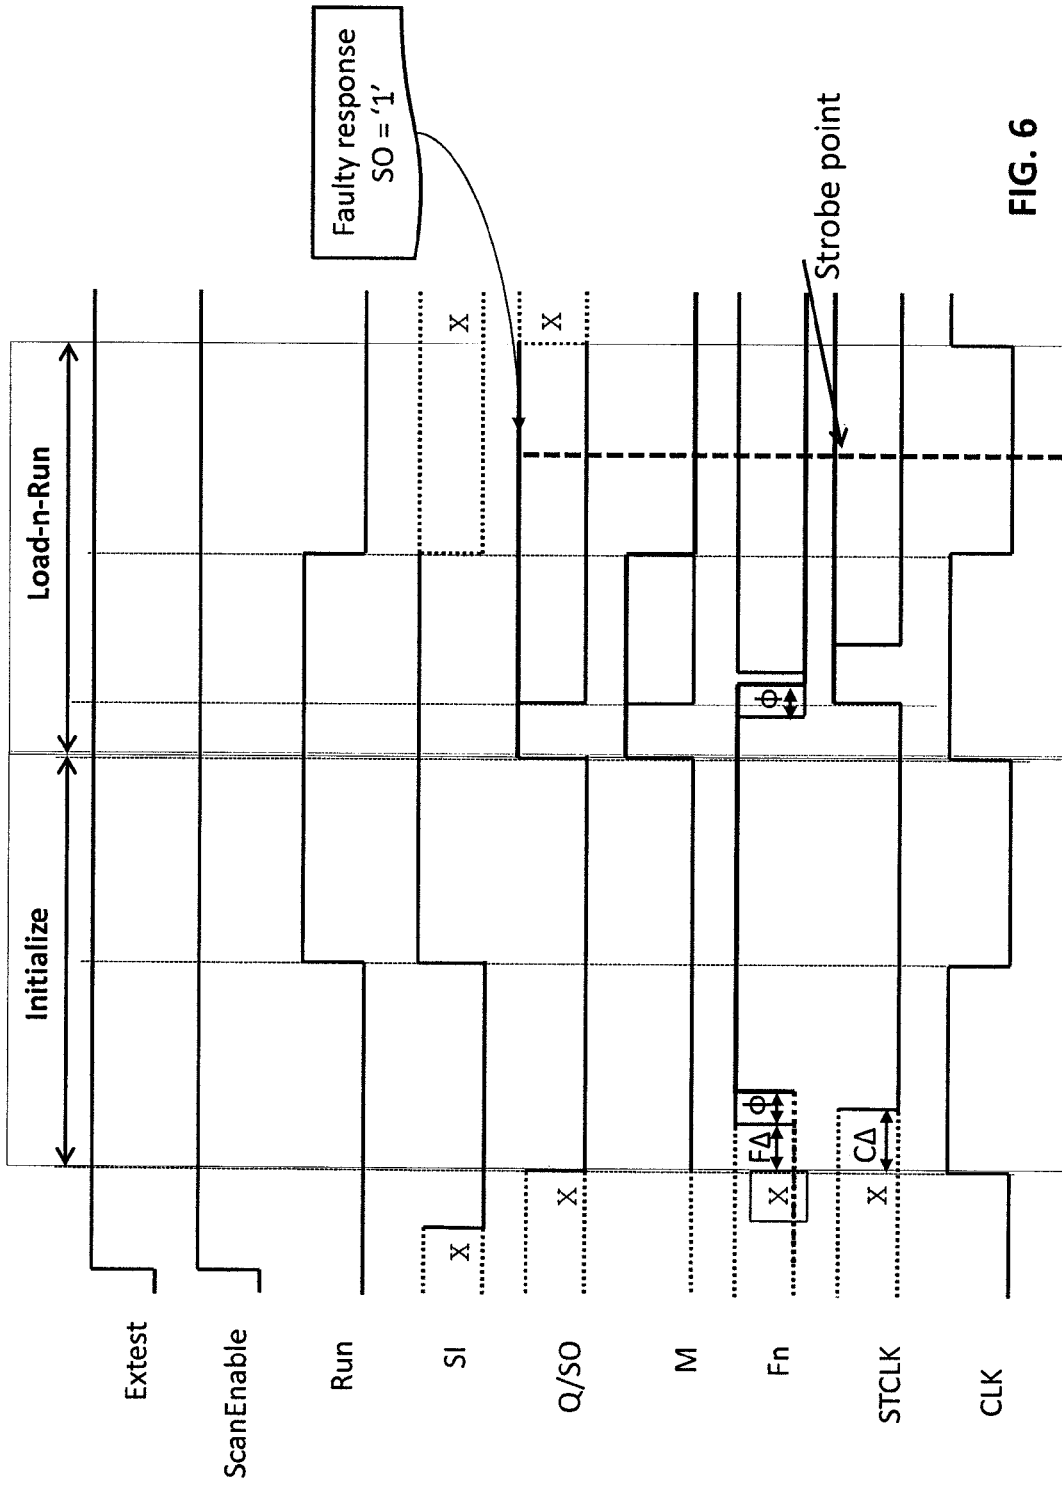 Initialize
Load-n-Run
Extest
ScanEnable
Run
SI
X
X
Q/SO
X
X
M
Fn
X
FΔ
ϕ
ϕ
STCLK
X
CΔ
CLK
Faulty response
SO = '1'
Strobe point
FIG. 6